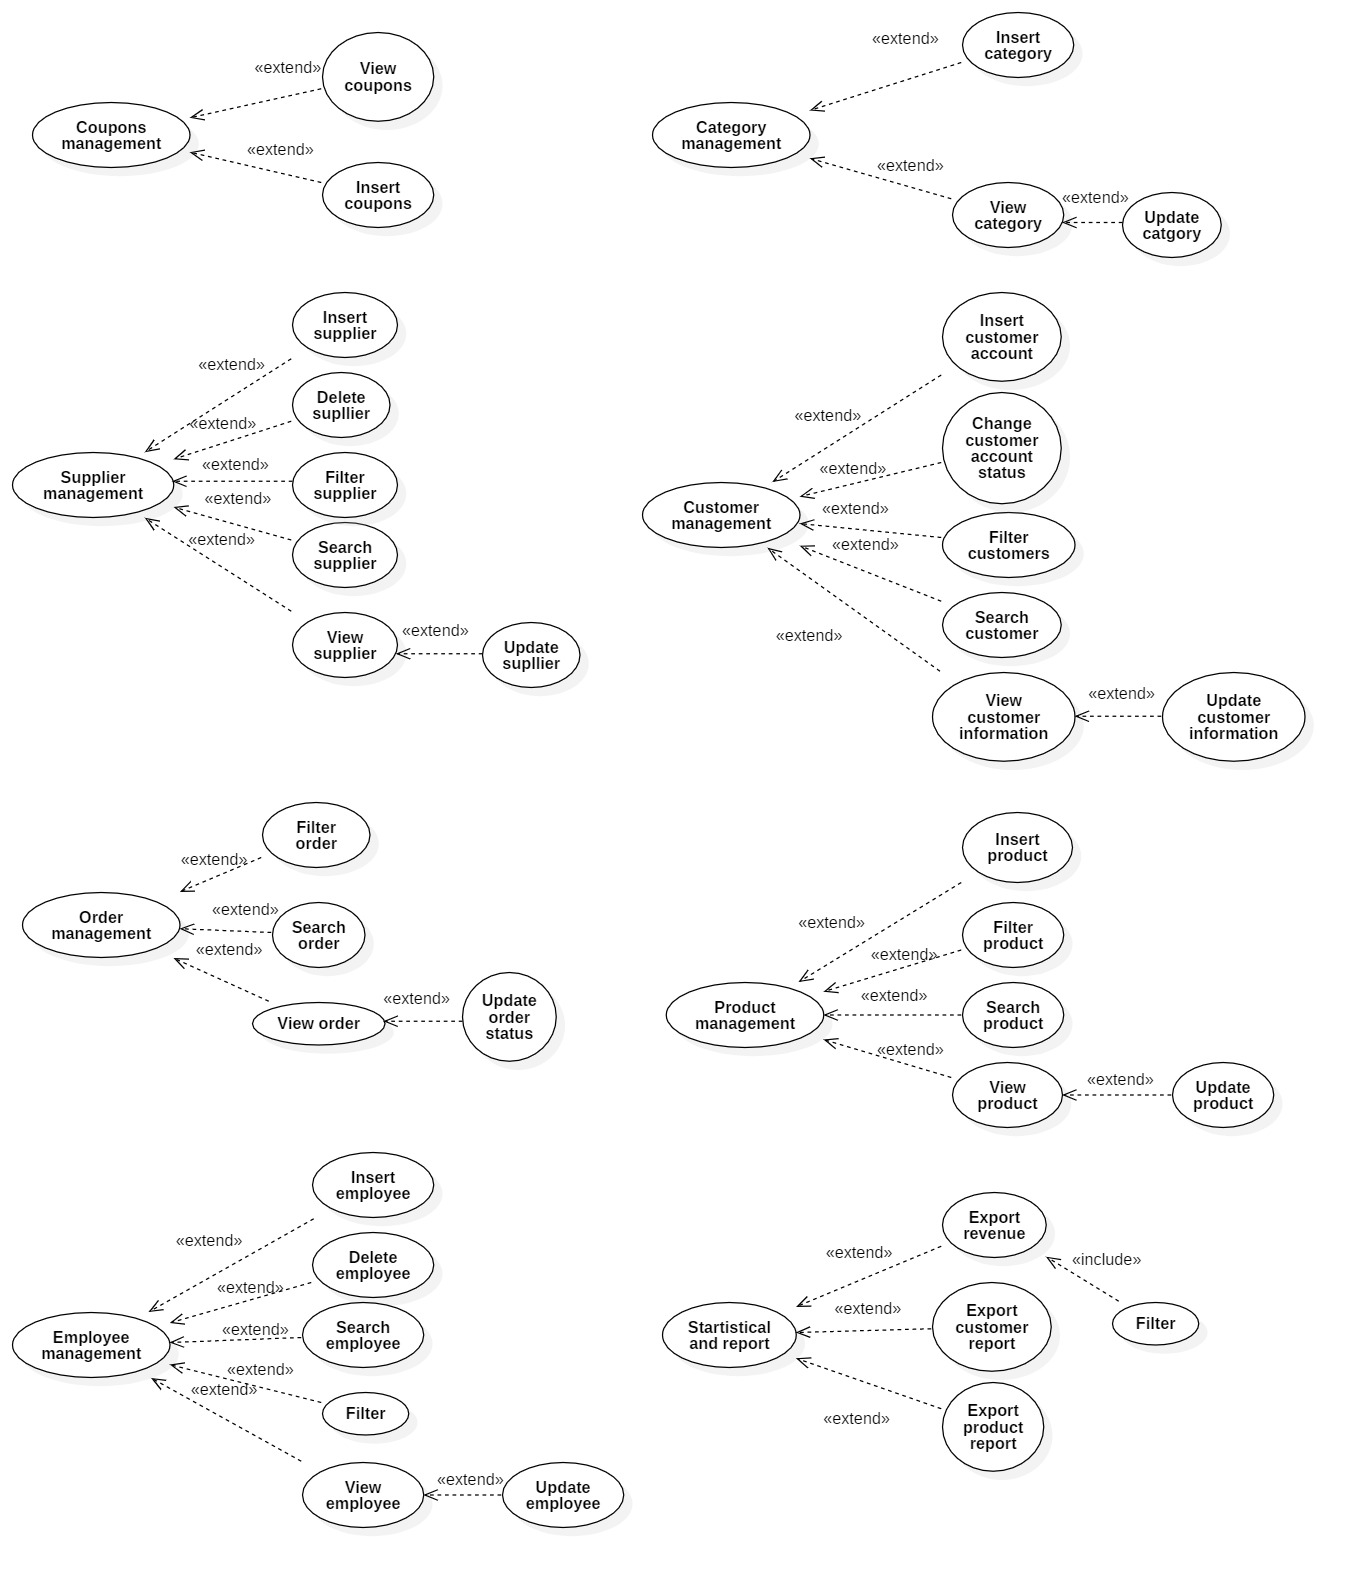 «extend»
View
coupons
Coupons
management
«extend»
Insert
coupons
«extend»
Insert
category
Category
management
«extend»
View
category
«extend»
Update
catgory
Insert
supplier
«extend»
Delete
supllier
«extend»
Supplier
management
«extend»
Filter
supplier
«extend»
Search
supplier
«extend»
View
supplier
«extend»
Update
supllier
Insert
customer
account
«extend»
Change
customer
account
status
«extend»
Customer
management
«extend»
Filter
customers
«extend»
Search
customer
«extend»
View
customer
information
«extend»
Update
customer
information
Filter
order
«extend»
Order
management
«extend»
Search
order
«extend»
View order
«extend»
Update
order
status
Insert
product
«extend»
Filter
product
«extend»
Product
management
«extend»
Search
product
«extend»
View
product
«extend»
Update
product
Insert
employee
«extend»
Delete
employee
«extend»
Employee
management
«extend»
Search
employee
«extend»
Filter
«extend»
View
employee
«extend»
Update
employee
Export
revenue
«extend»
«include»
Filter
Startistical
and report
«extend»
Export
customer
report
«extend»
Export
product
report